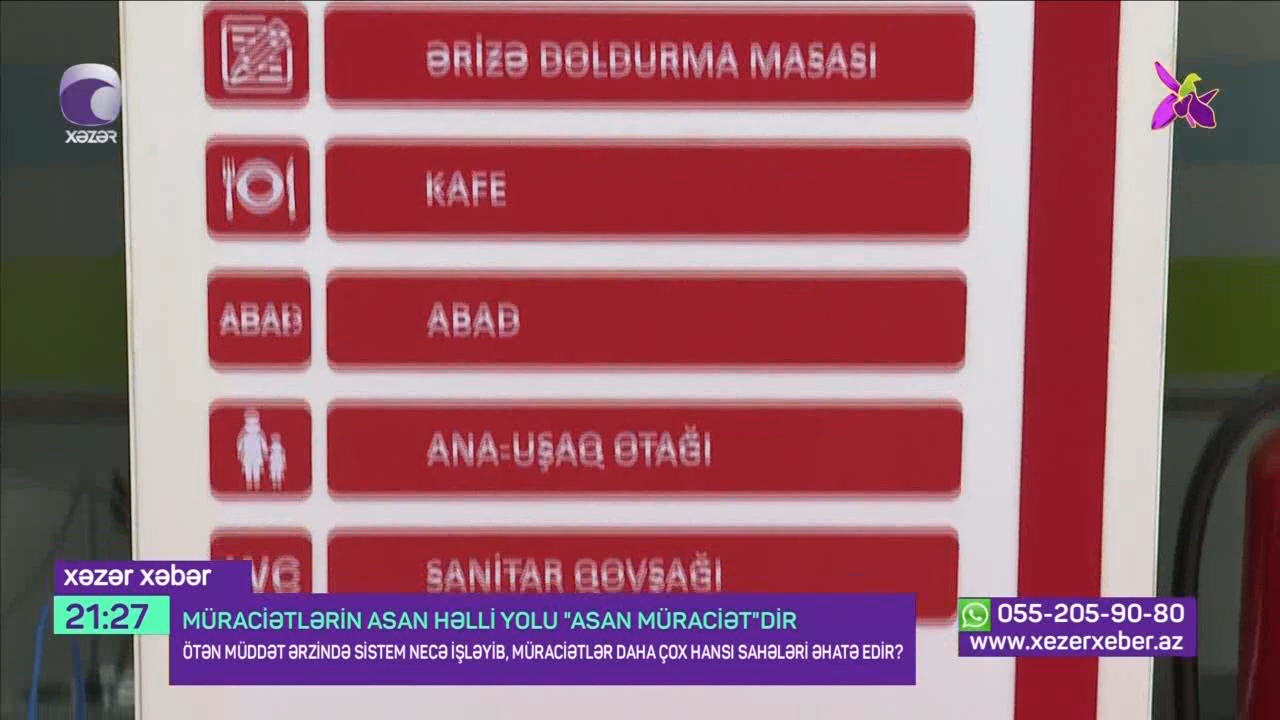 XƏZƏR
ƏRİZƏ DOLDURMA MASASI
KAFE
ABAD ABAD
ANA-UŞAQ OTAĞI
WC SANİTAR QOVŞAĞI
xəzər xəbər
21:27
MÜRACİƏTLƏRİN ASAN HƏLLİ YOLU "ASAN MÜRACİƏT"DİR
ÖTƏN MÜDDƏT ƏRZİNDƏ SİSTEM NECƏ İŞLƏYİB, MÜRACİƏTLƏR DAHA ÇOX HANSI SAHƏLƏRİ ƏHATƏ EDİR?
055-205-90-80
www.xezerxeber.az